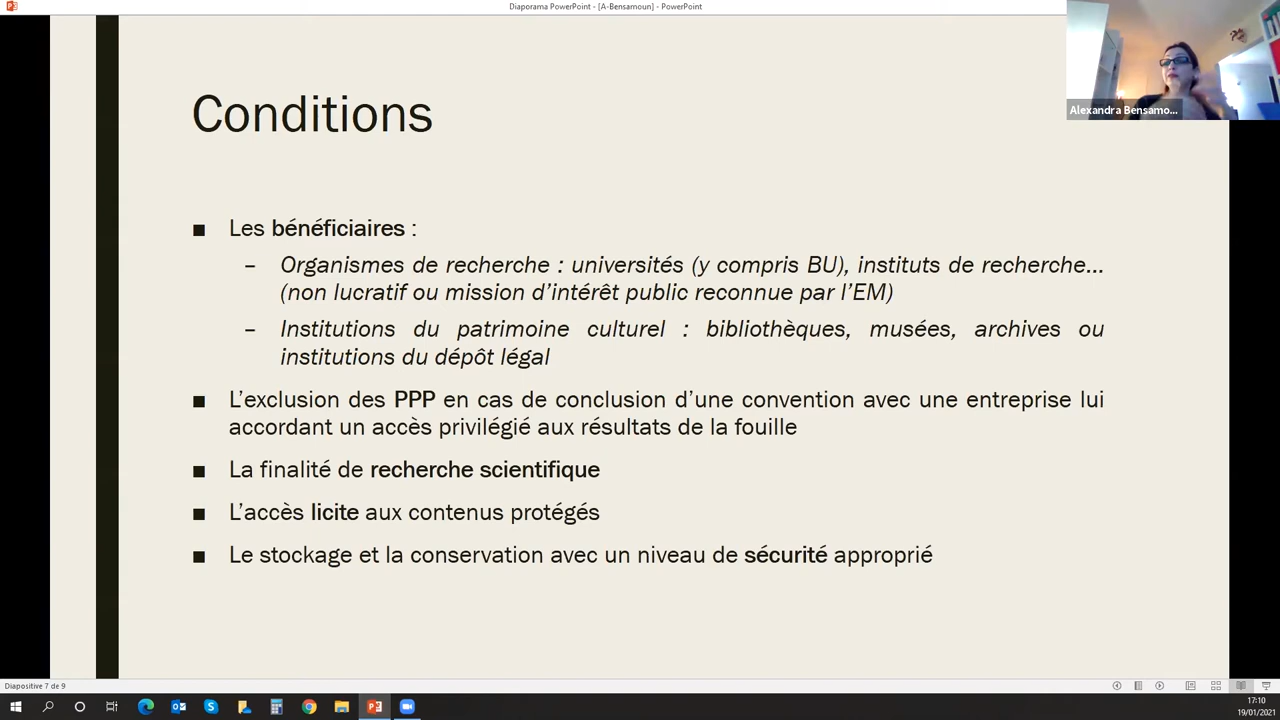 Diaporama PowerPoint - [A-Bensamoun] - PowerPoint
Alexandra Bensamo...
Conditions
■ Les bénéficiaires :
– Organismes de recherche : universités (y compris BU), instituts de recherche...
(non lucratif ou mission d'intérêt public reconnue par l'EM)
– Institutions du patrimoine culturel : bibliothèques, musées, archives ou
institutions du dépôt légal
■ L'exclusion des PPP en cas de conclusion d'une convention avec une entreprise lui
accordant un accès privilégié aux résultats de la fouille
■ La finalité de recherche scientifique
■ L'accès licite aux contenus protégés
■ Le stockage et la conservation avec un niveau de sécurité approprié
Diapositive 7 de 9
17:10
19/01/2021